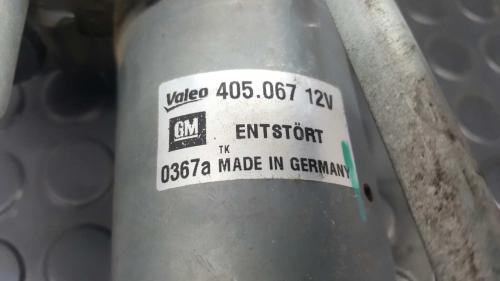 Valeo 405.067 12V
GM ENTSTÖRT
TK
0367a MADE IN GERMANY